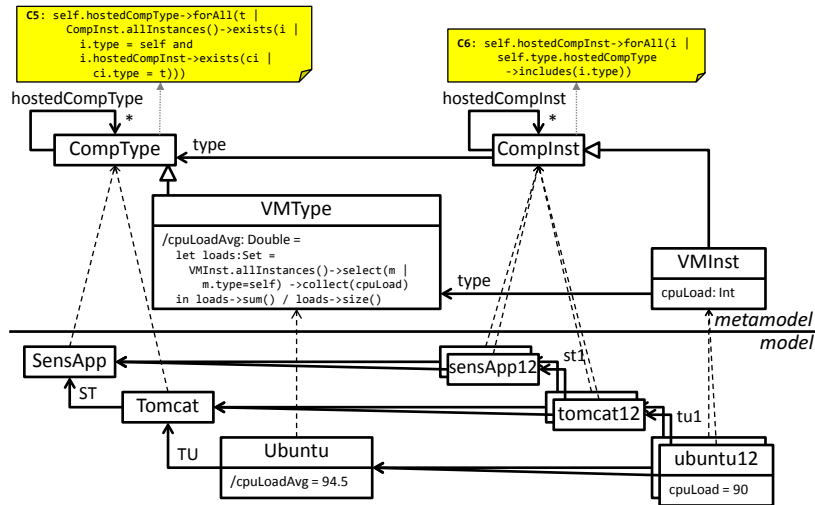 C5: self.hostedCompType->forAll(t |
CompInst.allInstances()->exists(i |
i.type = self and
i.hostedCompInst->exists(ci |
ci.type = t)))
C6: self.hostedCompInst->forAll(i |
self.type.hostedCompType
->includes(i.type))
hostedCompType
*
hostedCompInst
*
CompType
type
CompInst
VMType
/cpuLoadAvg: Double =
let loads:Set =
VMInst.allInstances()->select(m |
m.type=self) ->collect(cpuLoad)
in loads->sum() / loads->size()
type
VMInst
cpuLoad: Int
metamodel
model
SensApp
sensApp12
st1
ST
Tomcat
tomcat12
tu1
TU
Ubuntu
/cpuLoadAvg = 94.5
ubuntu12
cpuLoad = 90